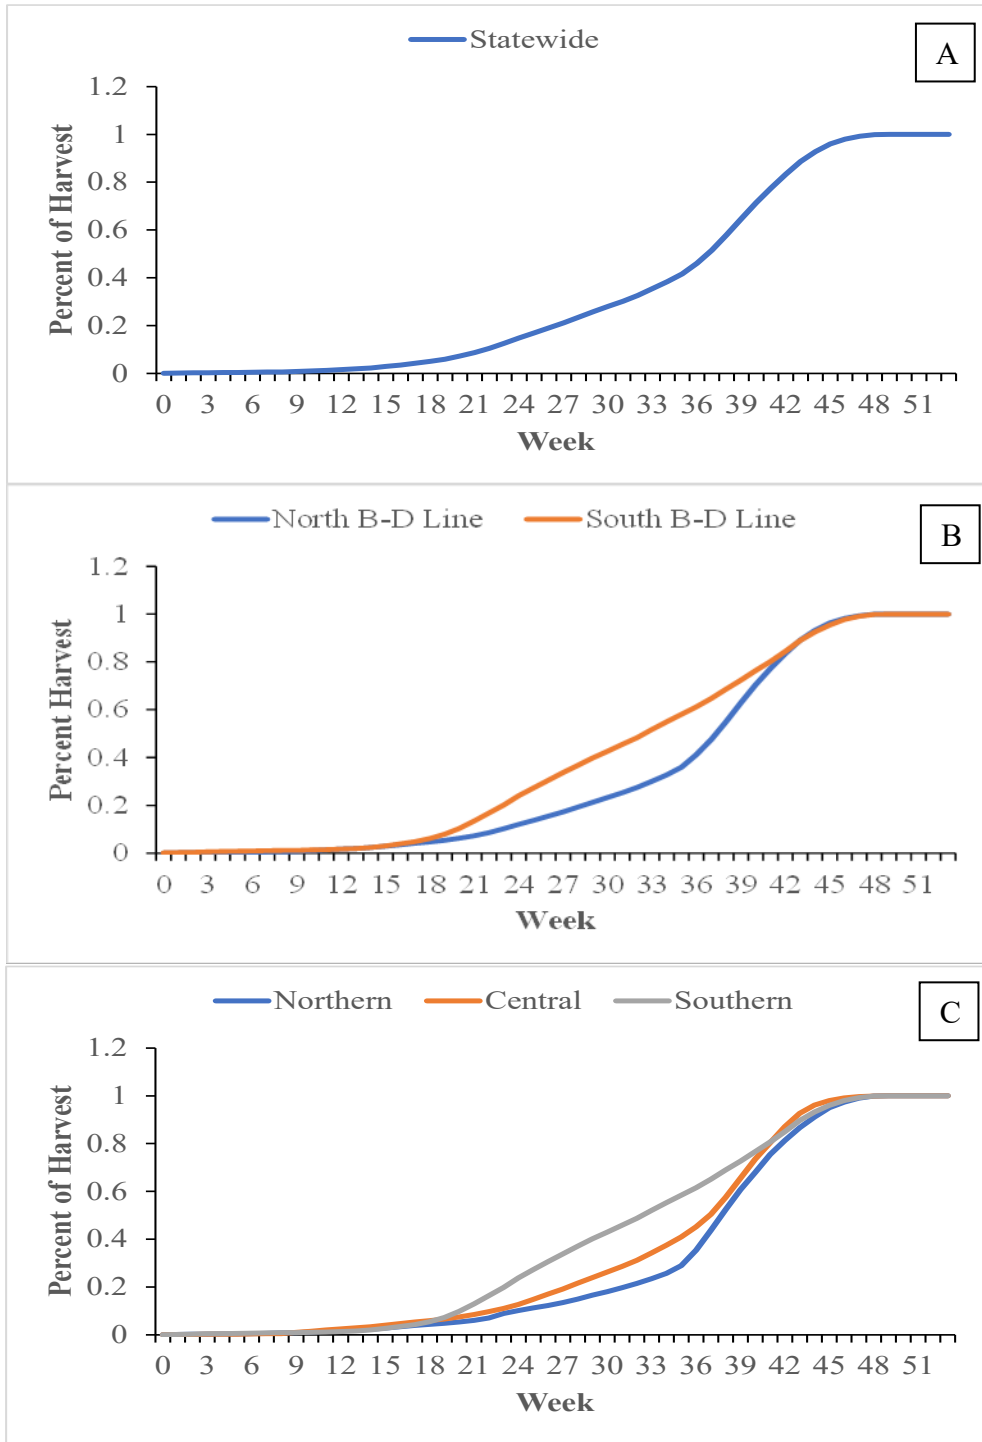 Statewide
A
1.2
1
0.8
0.6
0.4
0.2
0
Percent of Harvest
0 3 6 9 12 15 18 21 24 27 30 33 36 39 42 45 48 51
Week
North B-D Line South B-D Line
B
1.2
1
0.8
0.6
0.4
0.2
0
Percent Harvest
0 3 6 9 12 15 18 21 24 27 30 33 36 39 42 45 48 51
Week
Northern Central Southern
C
1.2
1
0.8
0.6
0.4
0.2
0
Percent of Harvest
0 3 6 9 12 15 18 21 24 27 30 33 36 39 42 45 48 51
Week